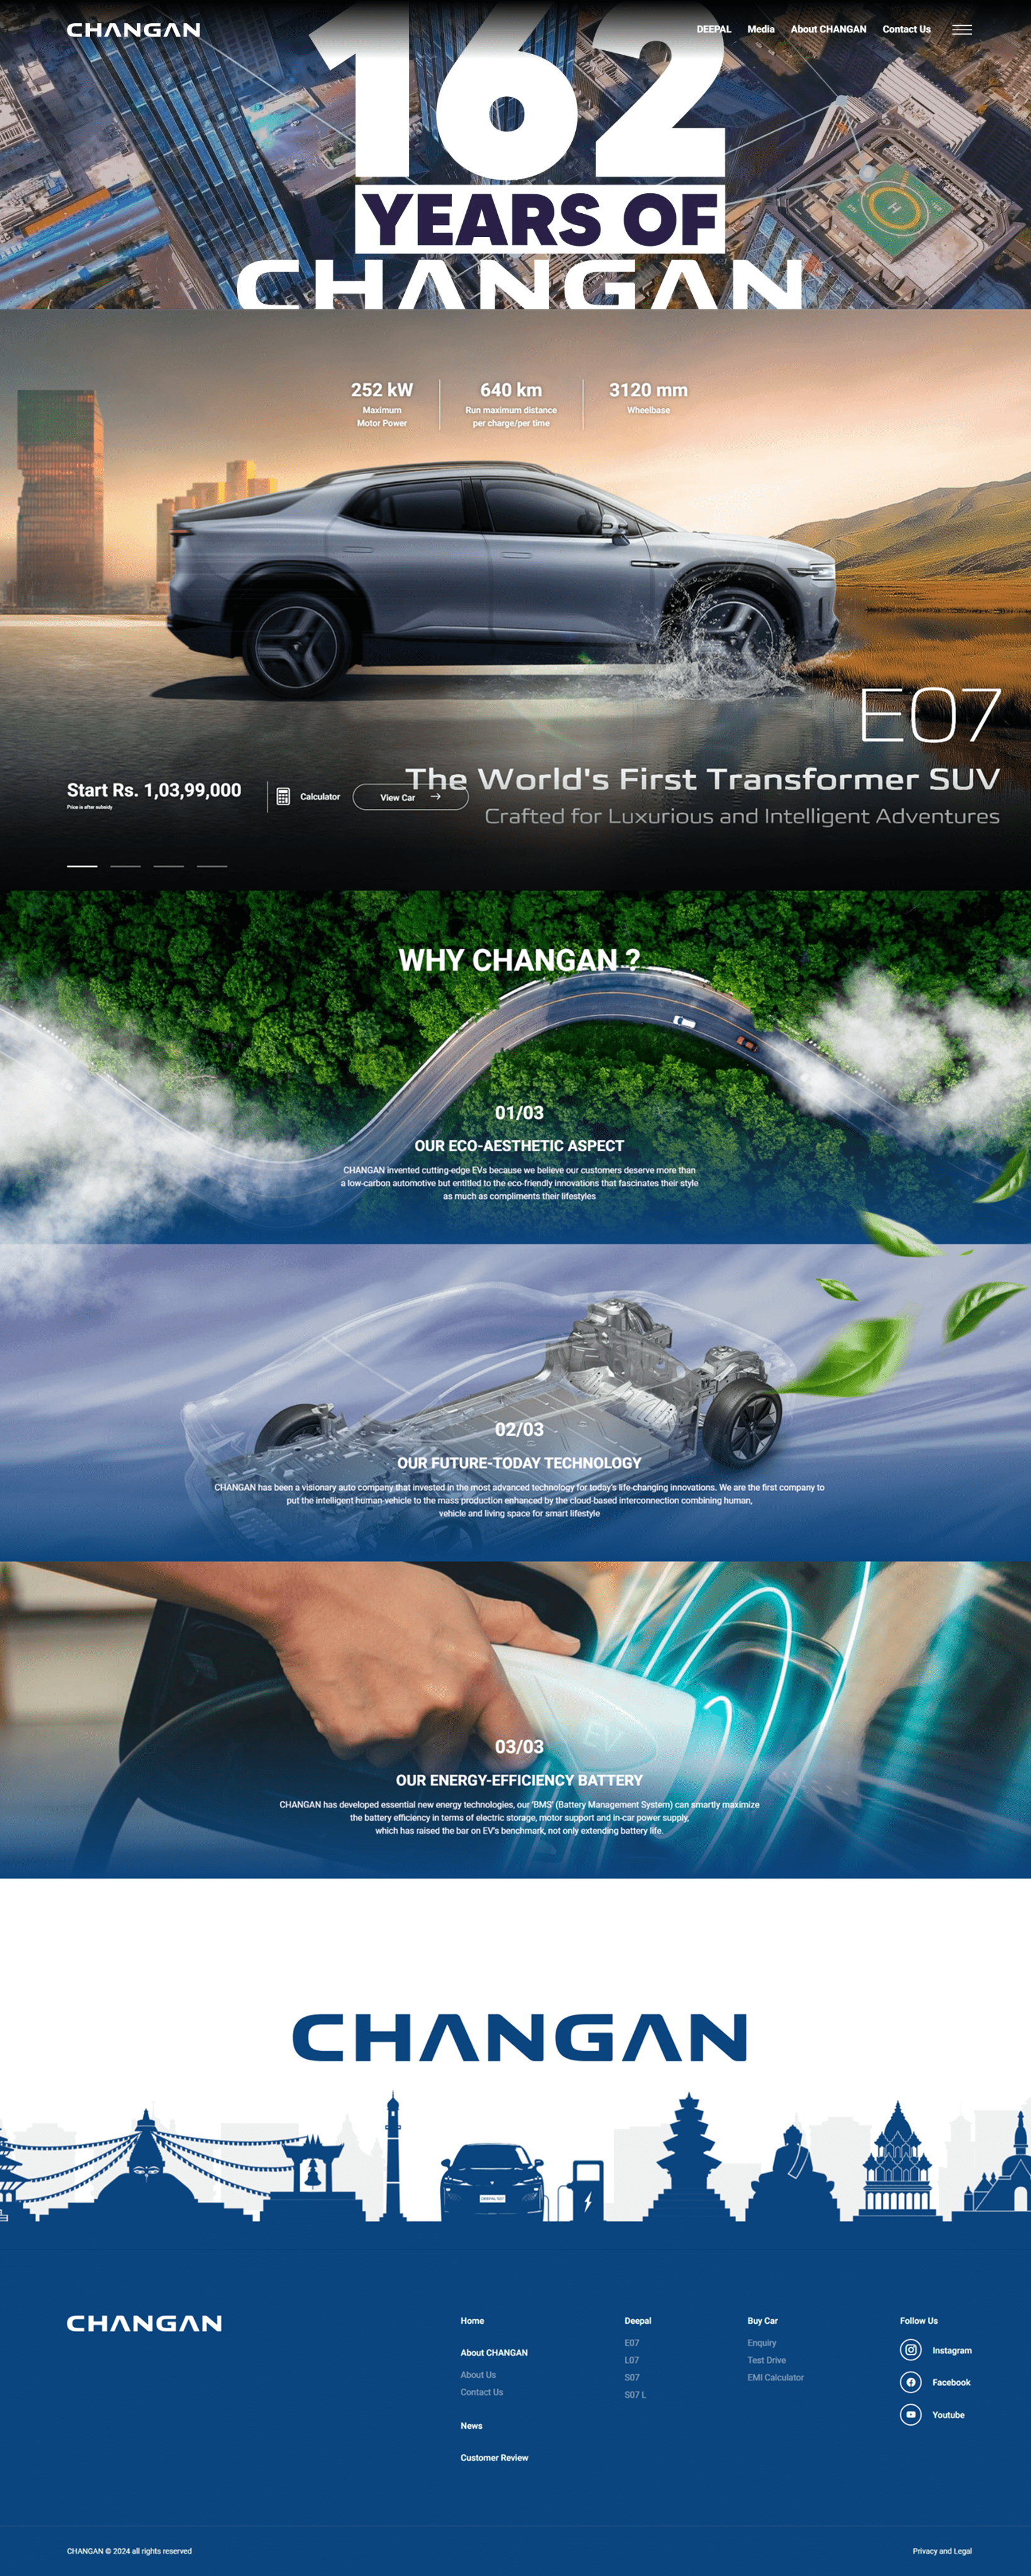 CHANGAN
DEEPAL Media About CHANGAN Contact Us
162
YEARS OF
CHANGAN
252 kW
Maximum
Motor Power
640 km
Run maximum distance
per charge/per time
3120 mm
Wheelbase
E07
The World's First Transformer SUV
Crafted for Luxurious and Intelligent Adventures
Start Rs. 1,03,99,000
Price is after subsidy
Calculator
View Car →
WHY CHANGAN ?
01/03
OUR ECO-AESTHETIC ASPECT
CHANGAN invented cutting-edge EVs because we believe our customers deserve more than
a low-carbon automotive but entitled to the eco-friendly innovations that fascinates their style
as much as compliments their lifestyles
02/03
OUR FUTURE-TODAY TECHNOLOGY
CHANGAN has been a visionary auto company that invested in the most advanced technology for today's life-changing innovations. We are the first company to
put the intelligent human-vehicle to the mass production enhanced by the cloud-based interconnection combining human,
vehicle and living space for smart lifestyle
EV
03/03
OUR ENERGY-EFFICIENCY BATTERY
CHANGAN has developed essential new energy technologies, our 'BMS' (Battery Management System) can smartly maximize
the battery efficiency in terms of electric storage, motor support and in-car power supply,
which has raised the bar on EV's benchmark, not only extending battery life.
CHANGAN
DEEPAL S07
CHANGAN
Home
About CHANGAN
About Us
Contact Us
News
Customer Review
Deepal
E07
L07
S07
S07 L
Buy Car
Enquiry
Test Drive
EMI Calculator
Follow Us
Instagram
Facebook
Youtube
CHANGAN © 2024 all rights reserved
Privacy and Legal